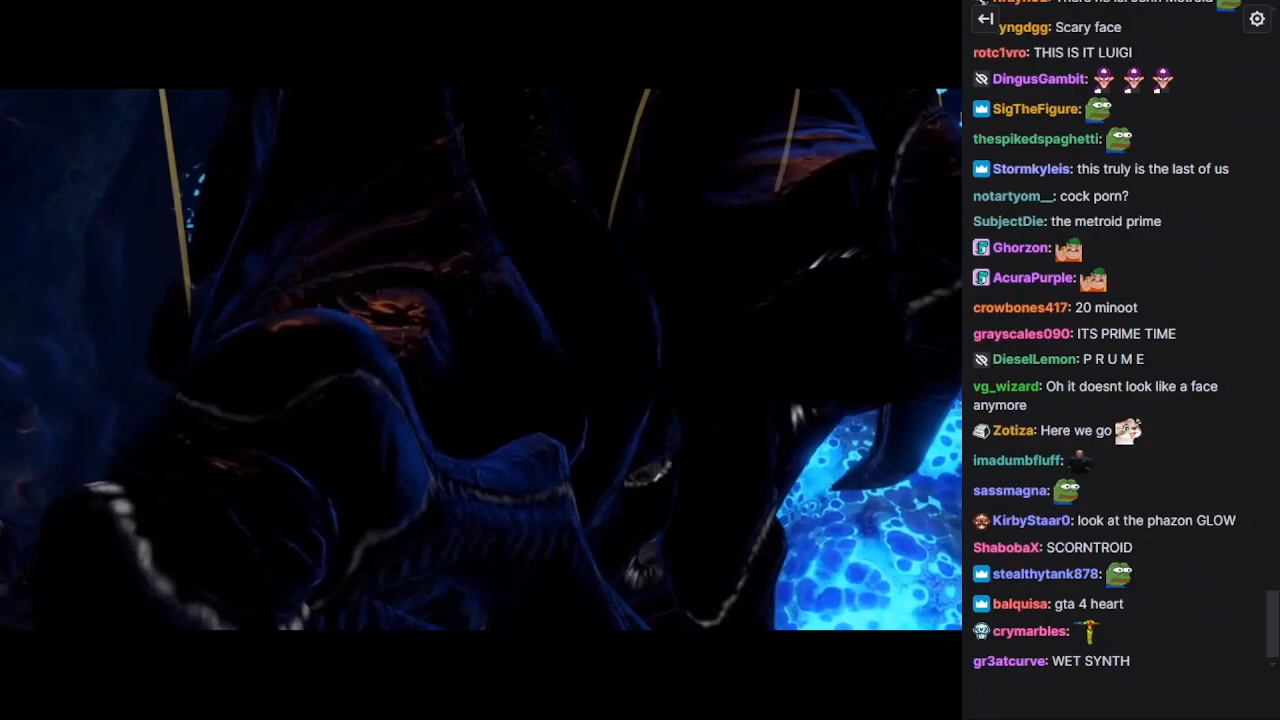 yngdgg: Scary face
rotc1vro: THIS IS IT LUIGI
DingusGambit:
SigTheFigure:
thespikedspaghetti:
Stormkyleis: this truly is the last of us
notartyom__: cock porn?
SubjectDie: the metroid prime
Ghorzon:
AcuraPurple:
crowbones417: 20 minoot
grayscales090: ITS PRIME TIME
DieselLemon: P R U M E
vg_wizard: Oh it doesnt look like a face
anymore
Zotiza: Here we go
imadumbfluff:
sassmagna:
KirbyStaar0: look at the phazon GLOW
ShabobaX: SCORNTROID
stealthytank878:
balquisa: gta 4 heart
crymarbles:
gr3atcurve: WET SYNTH